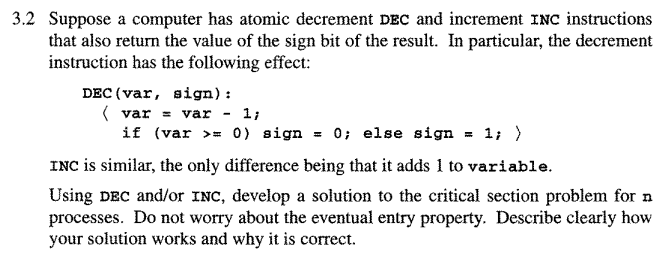 3.2 Suppose a computer has atomic decrement DEC and increment INC instructions
that also return the value of the sign bit of the result. In particular, the decrement
instruction has the following effect:
DEC(var, sign):
⟨ var = var - 1;
if (var >= 0) sign = 0; else sign = 1; ⟩
INC is similar, the only difference being that it adds 1 to variable.
Using DEC and/or INC, develop a solution to the critical section problem for n
processes. Do not worry about the eventual entry property. Describe clearly how
your solution works and why it is correct.